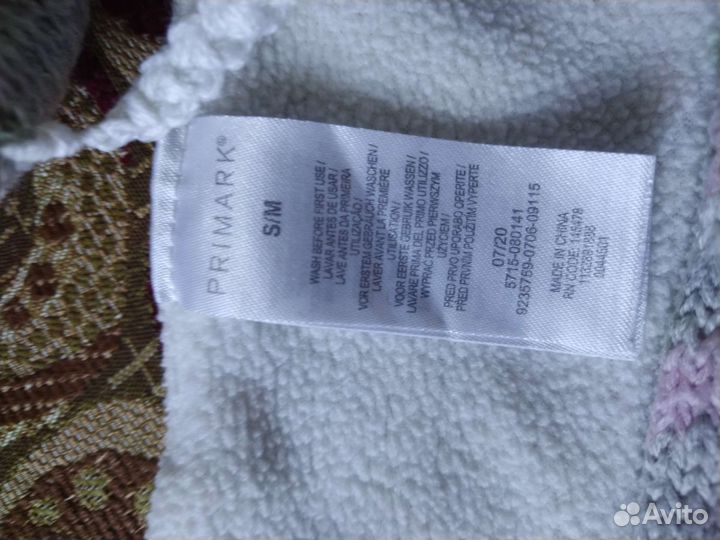 PRIMARK®
S/M
WASH BEFORE FIRST USE /
LAVAR ANTES DE USAR /
LAVE ANTES DA PRIMEIRA
UTILIZAÇÃO /
VOR ERSTEM GEBRAUCH WASCHEN /
LAVER AVANT LA PREMIÈRE
UTILISATION /
VOOR EERSTE GEBRUIK WASSEN /
LAVARE PRIMA DEL PRIMO UTILIZZO /
WYPRAĆ PRZED PIERWSZYM
UŻYCIEM /
PRED PRVO UPORABO OPERITE /
PŘED PRVNÍM POUŽITÍM VYPERTE
07/20
5715-080141
9235759-0706-09115
MADE IN CHINA
RN CODE: 145478
Avito